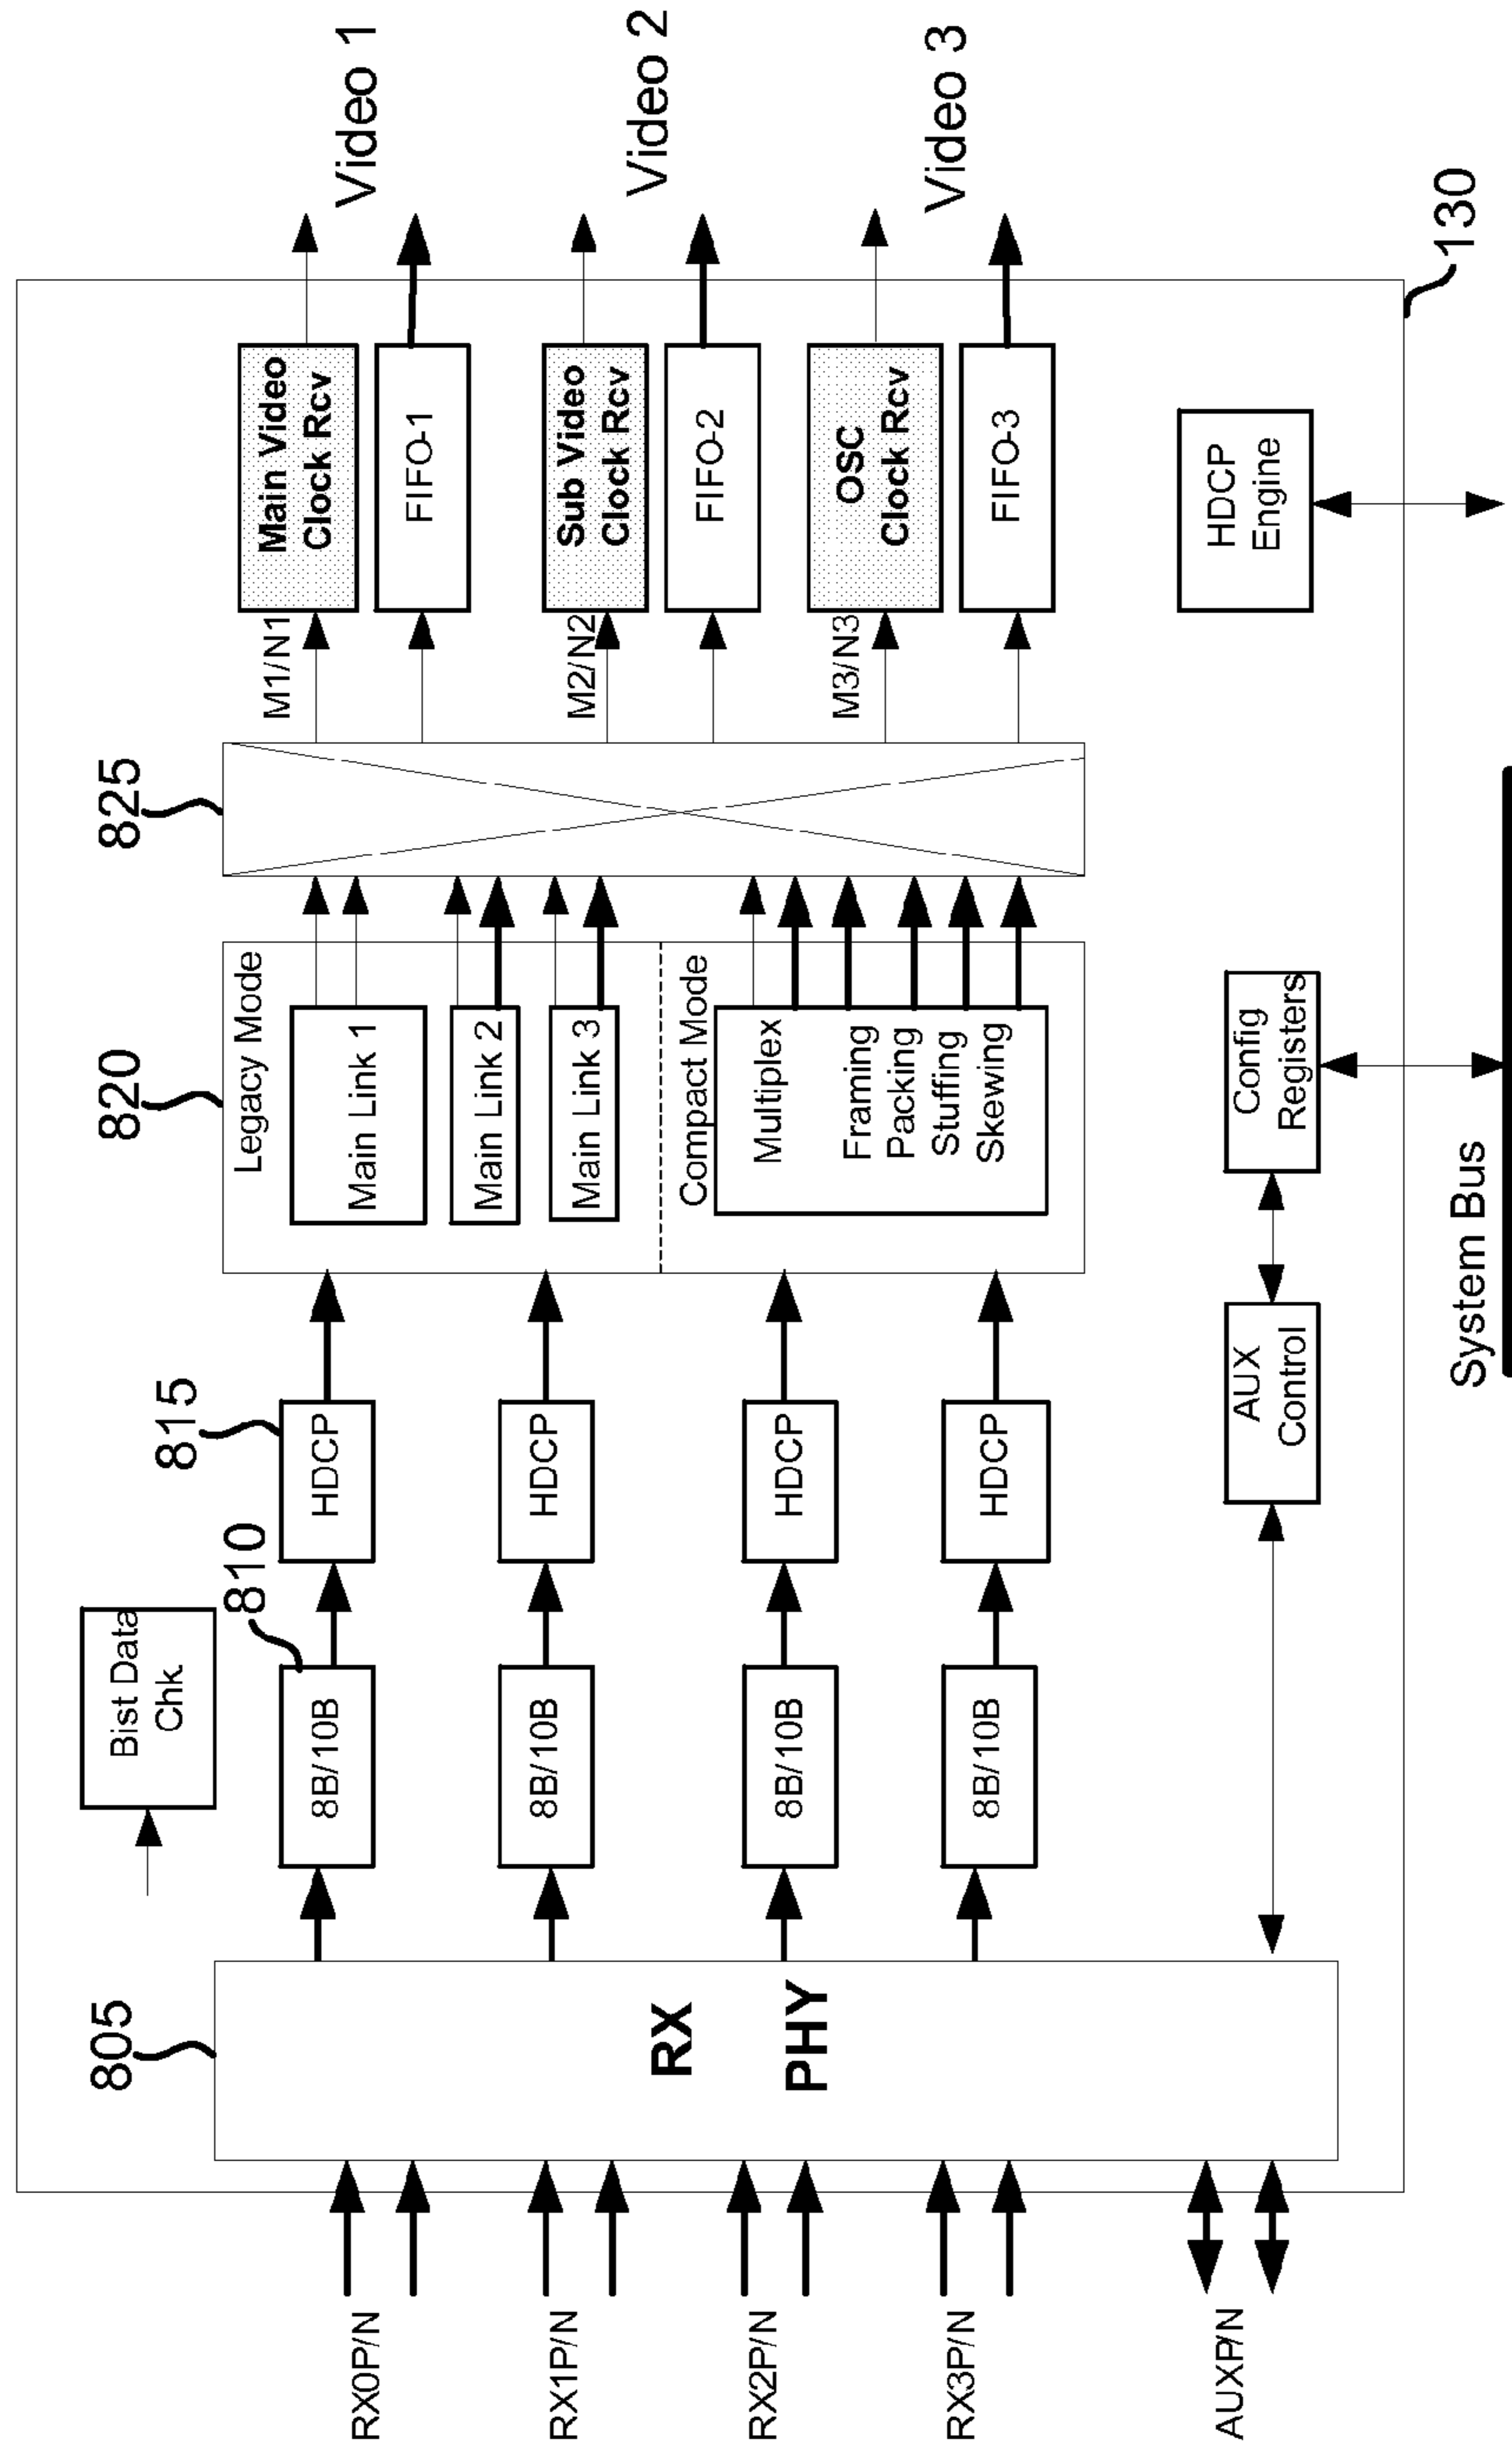 RX0P/N
RX1P/N
RX2P/N
RX3P/N
AUXP/N
805
RX
PHY
Bist Data
Chk.
810
8B/10B
8B/10B
8B/10B
8B/10B
815
HDCP
HDCP
HDCP
HDCP
AUX
Control
820
Legacy Mode
Main Link 1
Main Link 2
Main Link 3
Compact Mode
Multiplex
Framing
Packing
Stuffing
Skewing
Config
Registers
System Bus
825
M1/N1
M2/N2
M3/N3
Main Video
Clock Rcv
FIFO-1
Sub Video
Clock Rcv
FIFO-2
OSC
Clock Rcv
FIFO-3
HDCP
Engine
Video 1
Video 2
Video 3
130